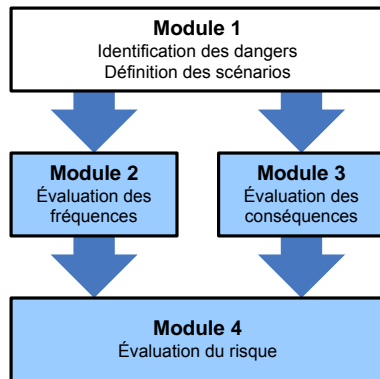 Module 1
Identification des dangers
Définition des scénarios
Module 2
Évaluation des
fréquences
Module 3
Évaluation des
conséquences
Module 4
Évaluation du risque